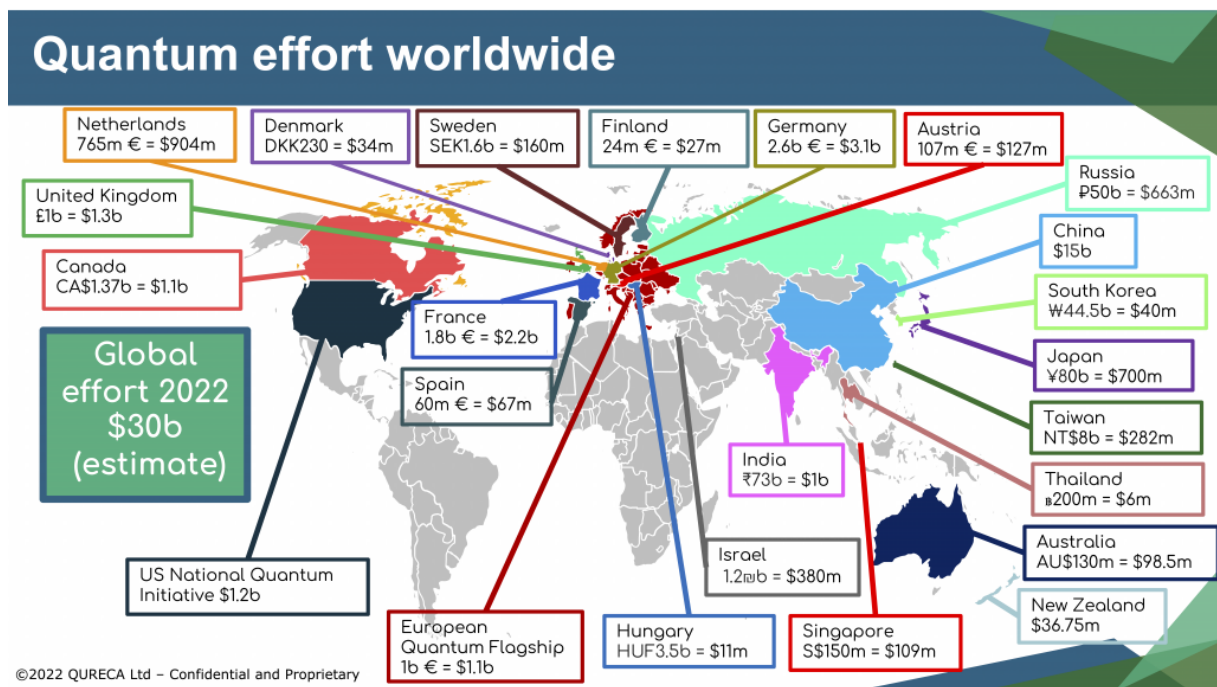 Quantum effort worldwide
Netherlands
765m € = $904m
Denmark
DKK230 = $34m
Sweden
SEK1.6b = $160m
Finland
24m € = $27m
Germany
2.6b € = $3.1b
Austria
107m € = $127m
Russia
₽50b = $663m
United Kingdom
£1b = $1.3b
China
$15b
Canada
CA$1.37b = $1.1b
South Korea
₩44.5b = $40m
France
1.8b € = $2.2b
Japan
¥80b = $700m
Global
effort 2022
$30b
(estimate)
Spain
60m € = $67m
Taiwan
NT$8b = $282m
India
₹73b = $1b
Thailand
฿200m = $6m
Australia
AU$130m = $98.5m
Israel
1.2₪b = $380m
US National Quantum
Initiative $1.2b
New Zealand
$36.75m
European
Quantum Flagship
1b € = $1.1b
Hungary
HUF3.5b = $11m
Singapore
S$150m = $109m
©2022 QURECA Ltd – Confidential and Proprietary